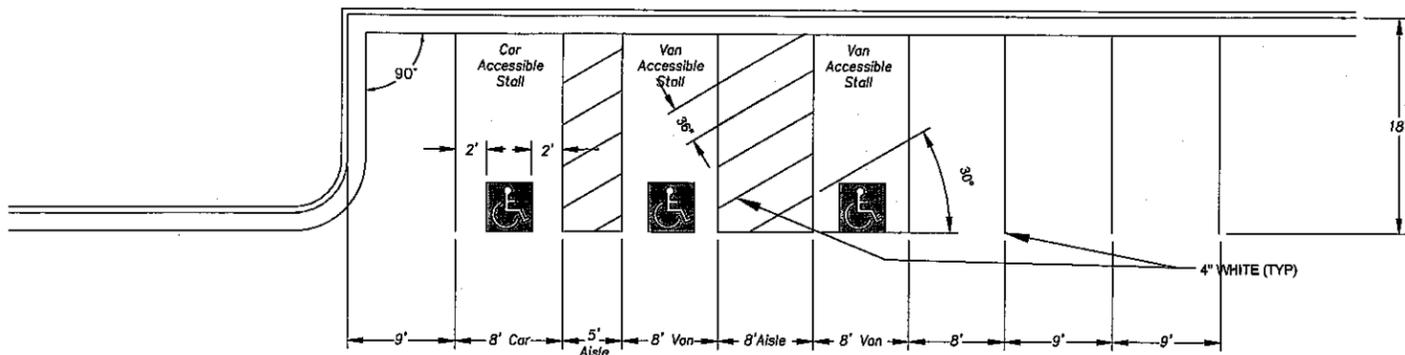 Car
Accessible
Stall
Van
Accessible
Stall
Van
Accessible
Stall
90°
36"
18'
2'
2'
30°
4" WHITE (TYP)
9'
8' Car
5'
Aisle
8' Van
8' Aisle
8' Van
8'
9'
9'